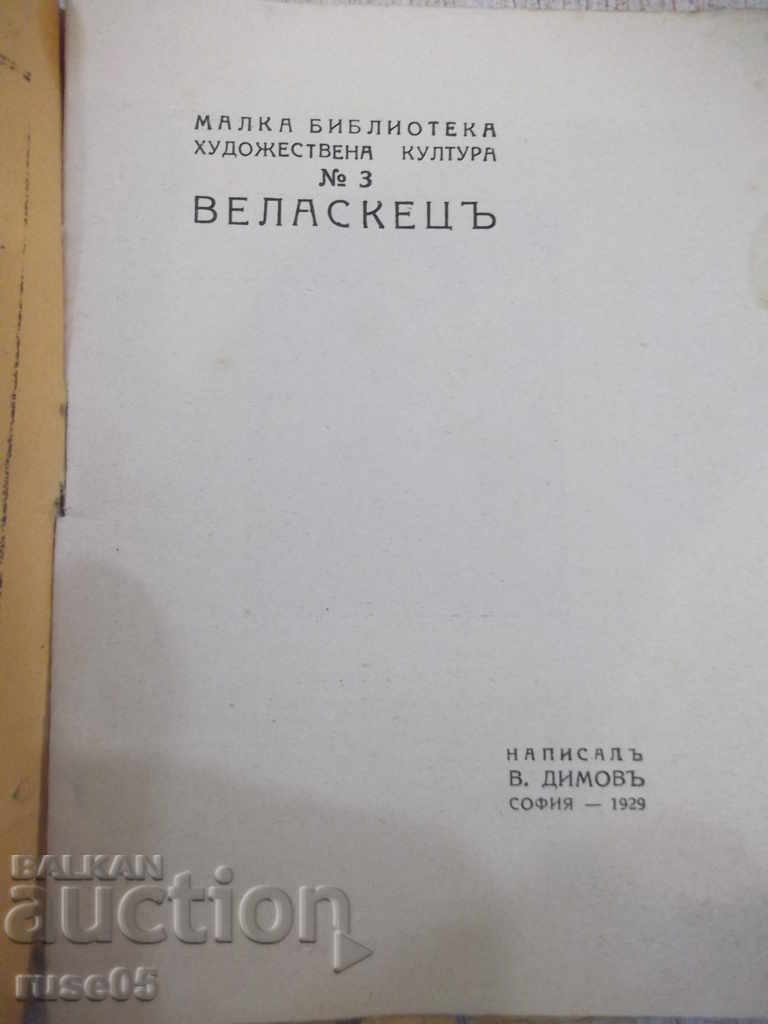 МАЛКА БИБЛИОТЕКА
ХУДОЖЕСТВЕНА КУЛТУРА
№ 3
ВЕЛАСКЕЦЪ
НАПИСАЛЪ
В. ДИМОВЪ
СОФИЯ — 1929
BALKAN
auction
ruse05